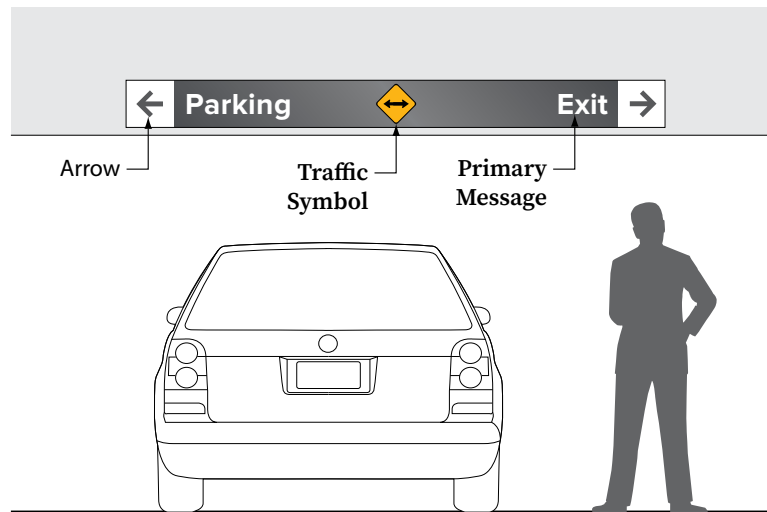 Parking Exit
Arrow
Traffic
Symbol
Primary
Message